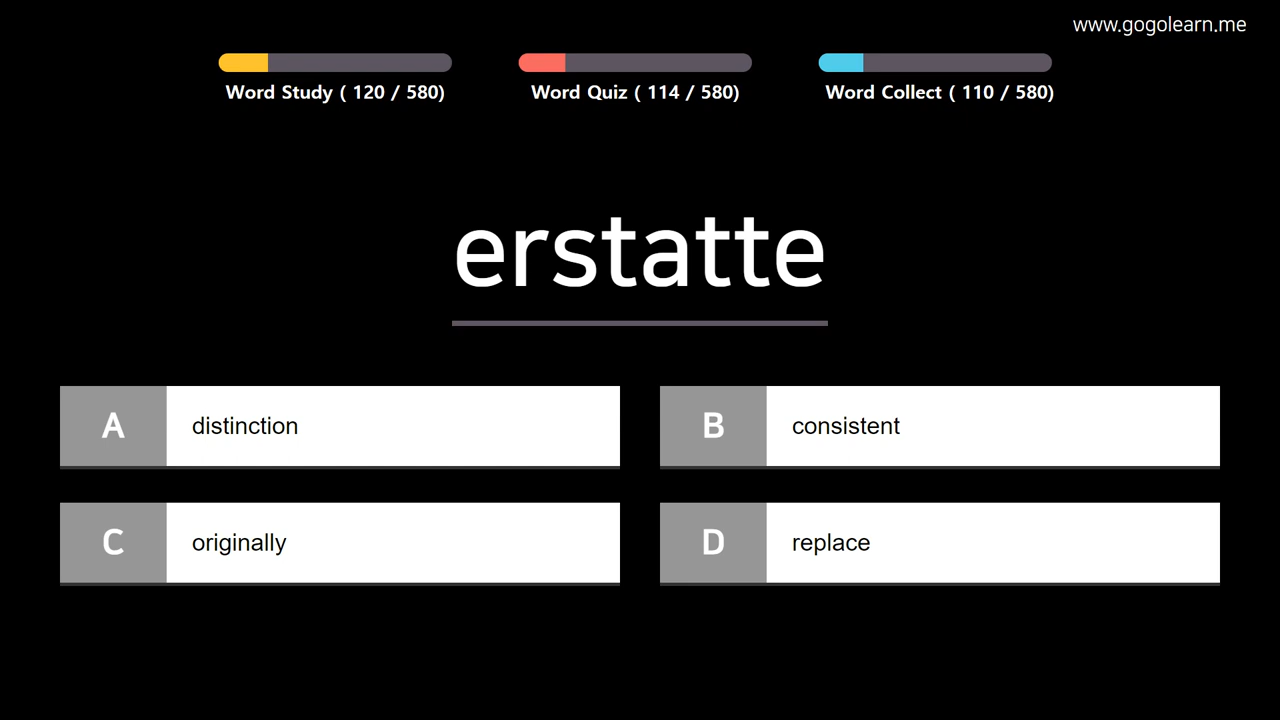 www.gogolearn.me
Word Study ( 120 / 580)
Word Quiz ( 114 / 580)
Word Collect ( 110 / 580)
erstatte
A distinction
B consistent
C originally
D replace